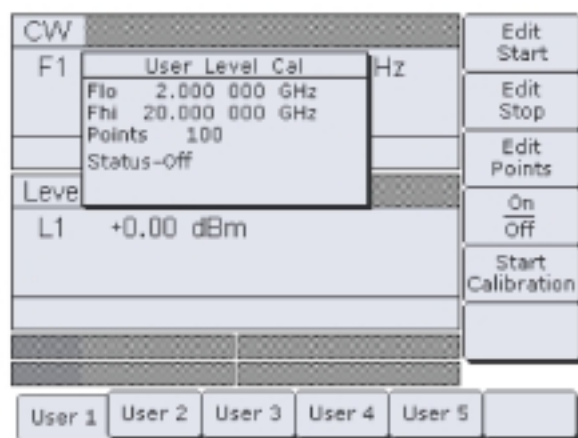 CW
F1
Hz
User Level Cal
Flo 2.000 000 GHz
Fhi 20.000 000 GHz
Points 100
Status-Off
Leve
L1 +0.00 dBm
Edit
Start
Edit
Stop
Edit
Points
On
Off
Start
Calibration
User 1
User 2
User 3
User 4
User 5